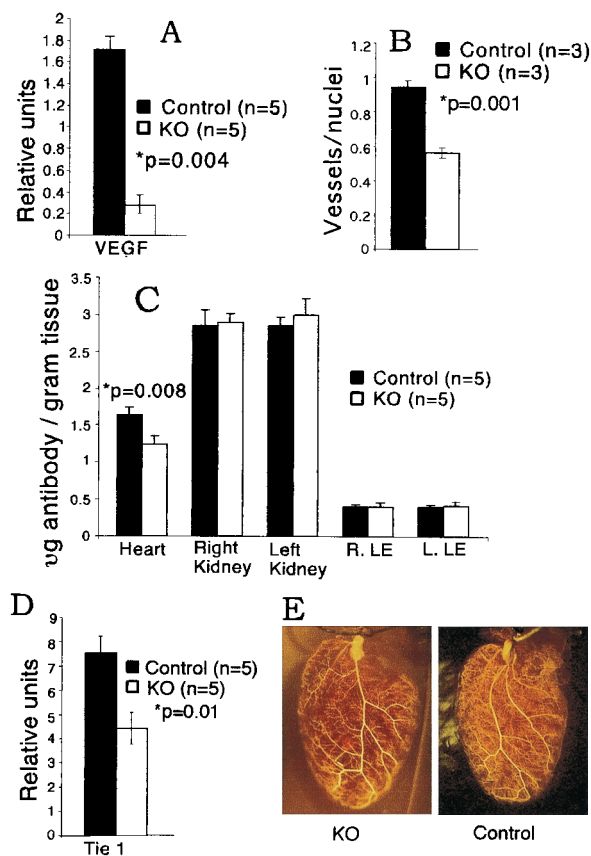 A
1.8
1.6
1.4
1.2
1
0.8
0.6
0.4
0.2
0
Relative units
Control (n=5)
KO (n=5)
*p=0.004
VEGF
B
1.2
1
0.8
0.6
0.4
0.2
0
Vessels/nuclei
Control (n=3)
KO (n=3)
*p=0.001
C
3.5
3
2.5
2
1.5
1
0.5
0
υg antibody / gram tissue
*p=0.008
Control (n=5)
KO (n=5)
Heart
Right
Kidney
Left
Kidney
R. LE
L. LE
D
9
8
7
6
5
4
3
2
1
0
Relative units
Control (n=5)
KO (n=5)
*p=0.01
Tie 1
E
KO
Control